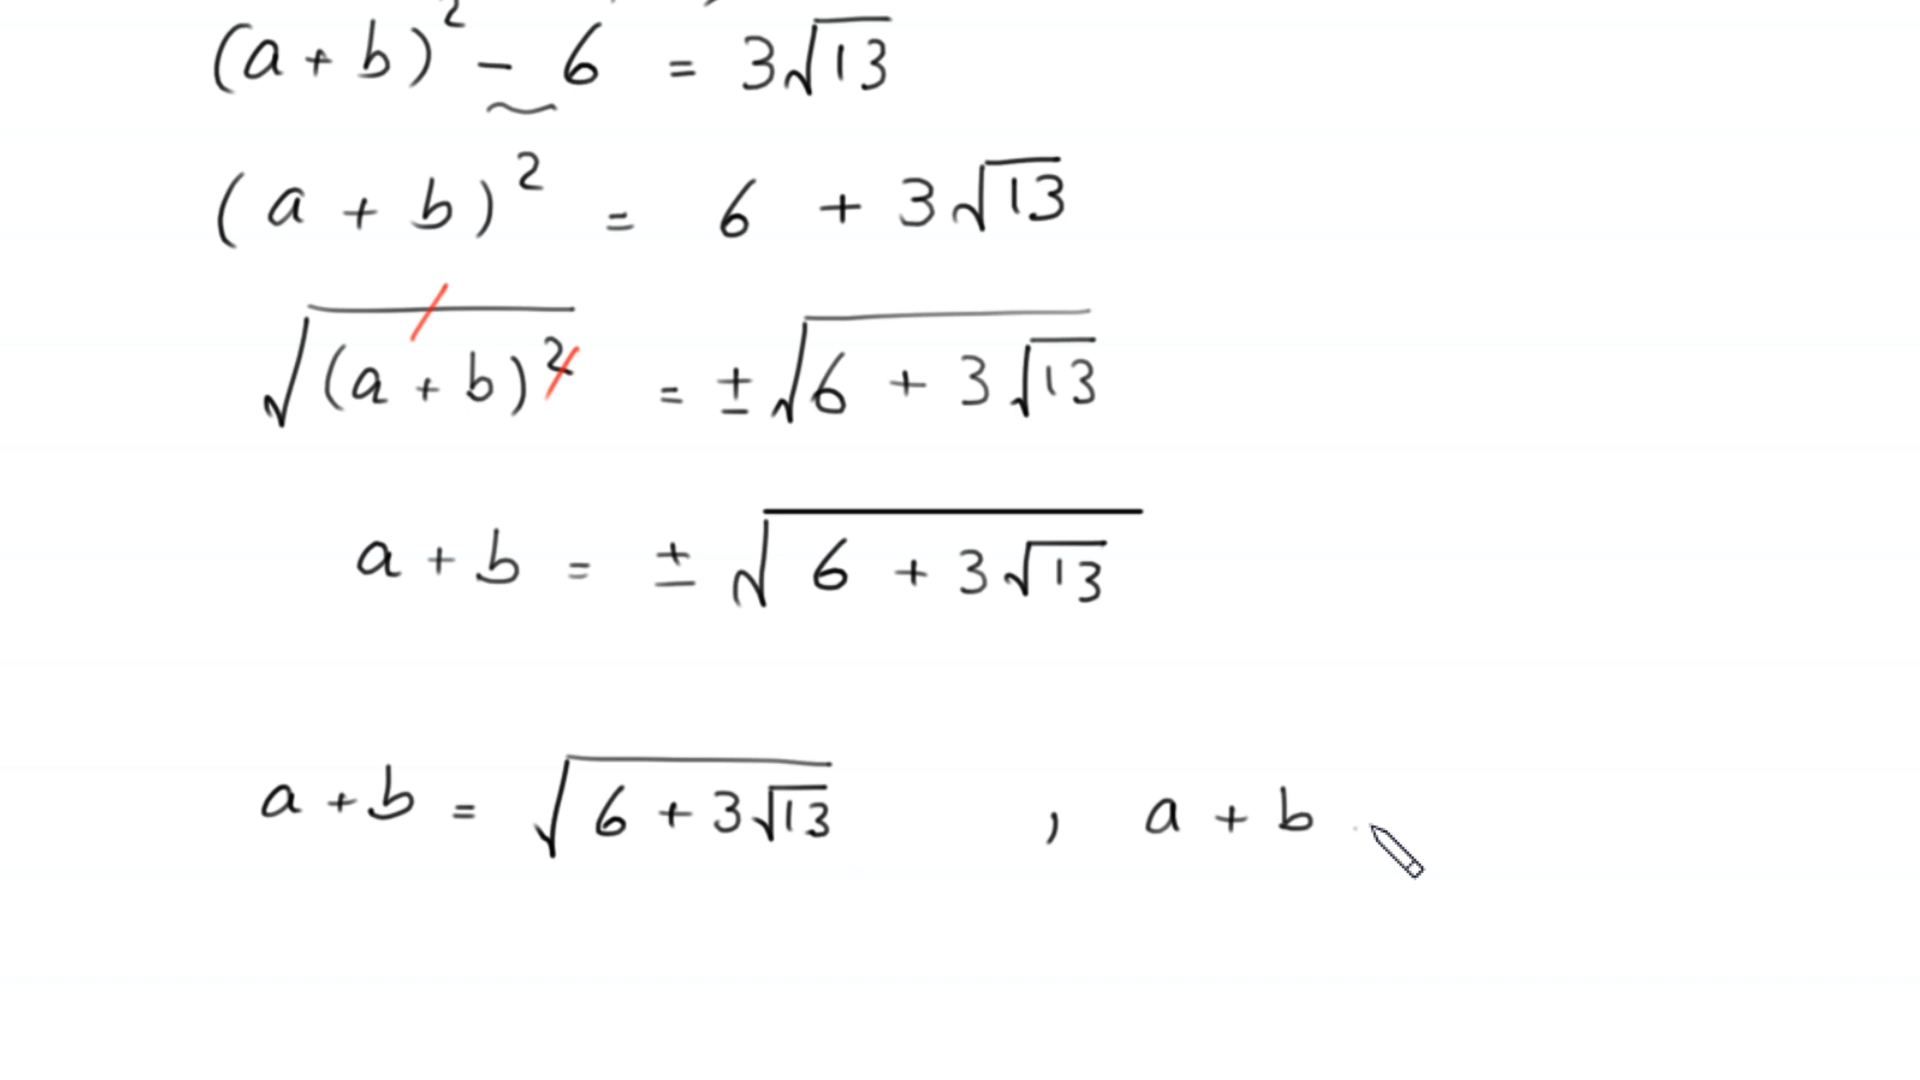 (a + b)² - 6 = 3√13
(a + b)² = 6 + 3√13
√(a + b)² = ±√(6 + 3√13)
a + b = ±√(6 + 3√13)
a + b = √(6 + 3√13) , a + b